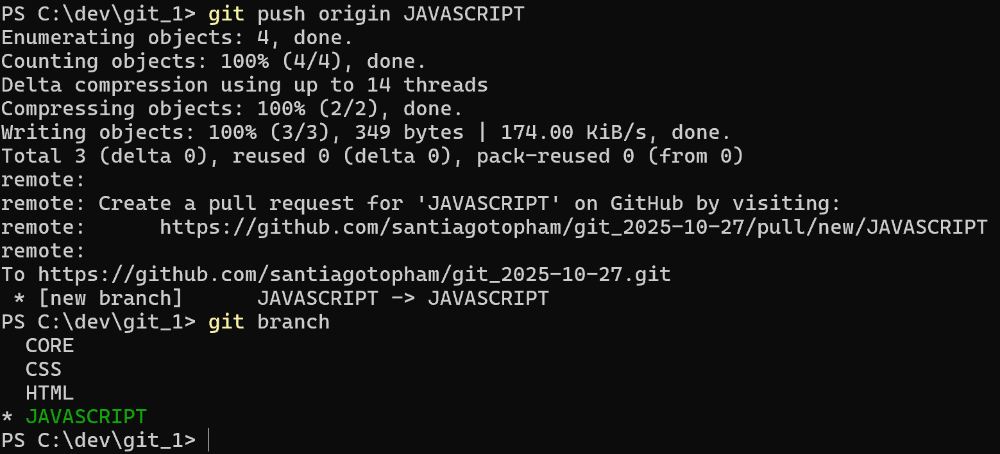 PS C:\dev\git_1> git push origin JAVASCRIPT
Enumerating objects: 4, done.
Counting objects: 100% (4/4), done.
Delta compression using up to 14 threads
Compressing objects: 100% (2/2), done.
Writing objects: 100% (3/3), 349 bytes | 174.00 KiB/s, done.
Total 3 (delta 0), reused 0 (delta 0), pack-reused 0 (from 0)
remote:
remote: Create a pull request for 'JAVASCRIPT' on GitHub by visiting:
remote:      https://github.com/santiagotopham/git_2025-10-27/pull/new/JAVASCRIPT
remote:
To https://github.com/santiagotopham/git_2025-10-27.git
 * [new branch]      JAVASCRIPT -> JAVASCRIPT
PS C:\dev\git_1> git branch
  CORE
  CSS
  HTML
* JAVASCRIPT
PS C:\dev\git_1>